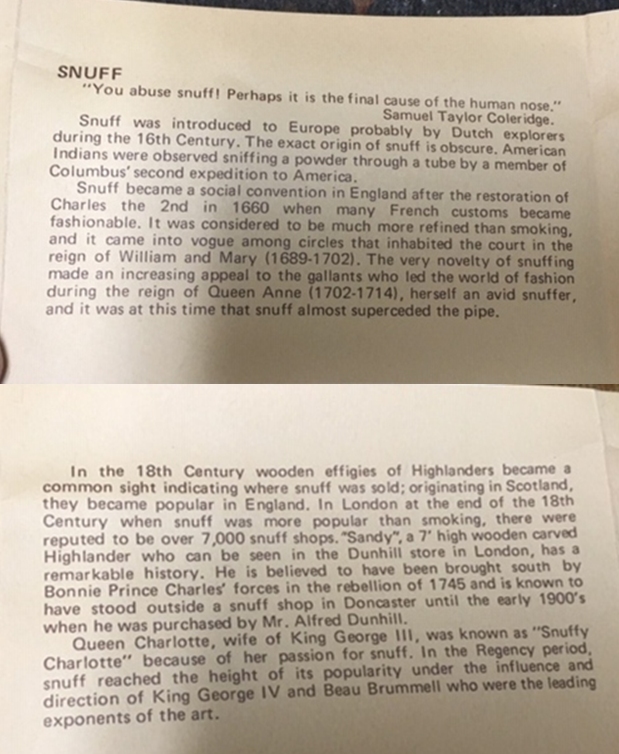 SNUFF
"You abuse snuff! Perhaps it is the final cause of the human nose."
Samuel Taylor Coleridge.
Snuff was introduced to Europe probably by Dutch explorers
during the 16th Century. The exact origin of snuff is obscure. American
Indians were observed sniffing a powder through a tube by a member of
Columbus' second expedition to America.
Snuff became a social convention in England after the restoration of
Charles the 2nd in 1660 when many French customs became
fashionable. It was considered to be much more refined than smoking,
and it came into vogue among circles that inhabited the court in the
reign of William and Mary (1689-1702). The very novelty of snuffing
made an increasing appeal to the gallants who led the world of fashion
during the reign of Queen Anne (1702-1714), herself an avid snuffer,
and it was at this time that snuff almost superceded the pipe.
In the 18th Century wooden effigies of Highlanders became a
common sight indicating where snuff was sold; originating in Scotland,
they became popular in England. In London at the end of the 18th
Century when snuff was more popular than smoking, there were
reputed to be over 7,000 snuff shops. "Sandy", a 7' high wooden carved
Highlander who can be seen in the Dunhill store in London, has a
remarkable history. He is believed to have been brought south by
Bonnie Prince Charles' forces in the rebellion of 1745 and is known to
have stood outside a snuff shop in Doncaster until the early 1900's
when he was purchased by Mr. Alfred Dunhill.
Queen Charlotte, wife of King George III, was known as "Snuffy
Charlotte" because of her passion for snuff. In the Regency period,
snuff reached the height of its popularity under the influence and
direction of King George IV and Beau Brummell who were the leading
exponents of the art.